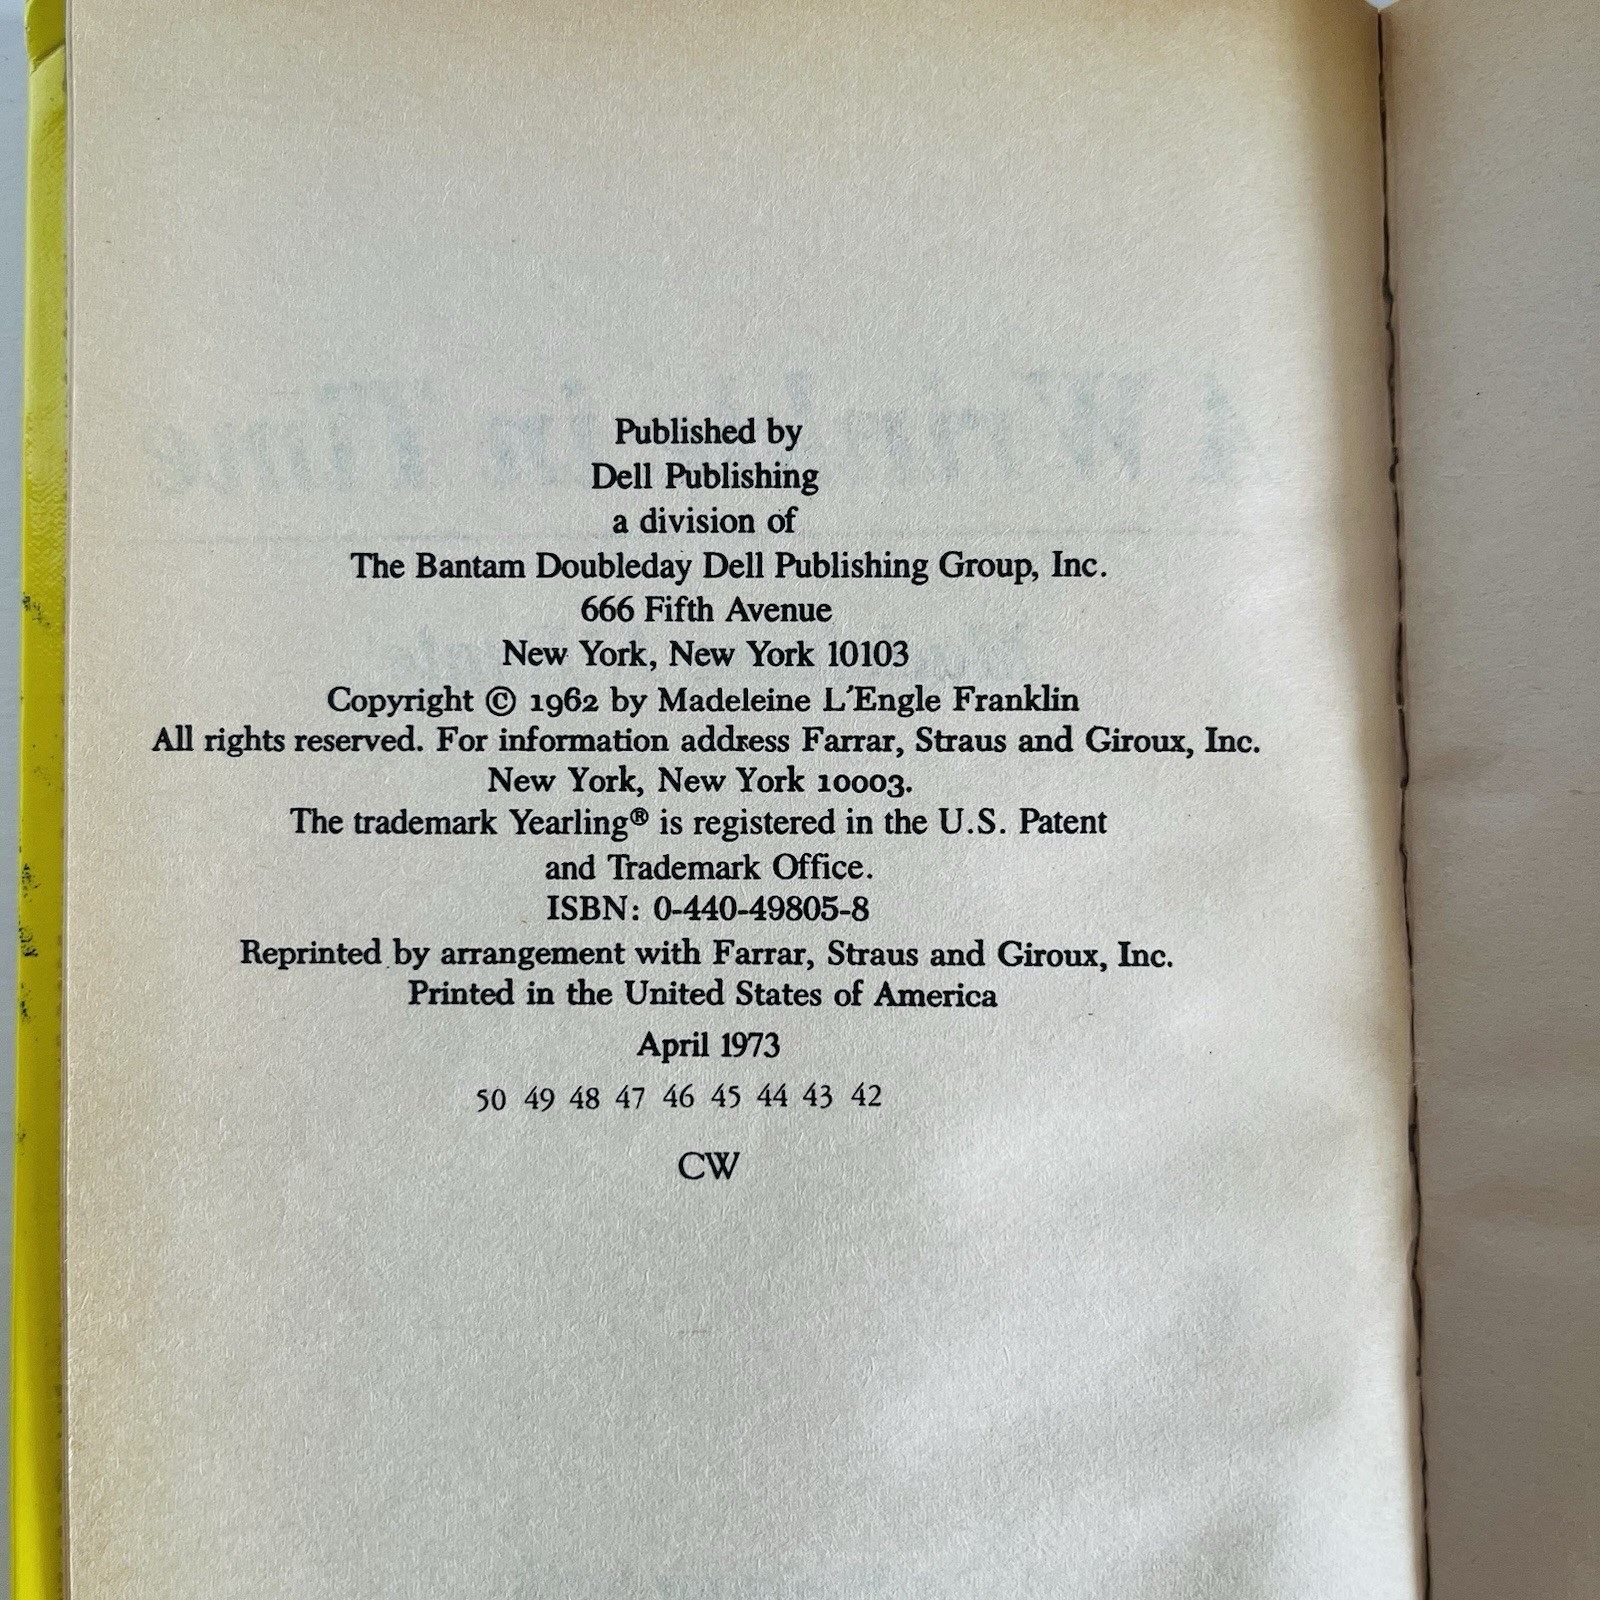 Published by
Dell Publishing
a division of
The Bantam Doubleday Dell Publishing Group, Inc.
666 Fifth Avenue
New York, New York 10103
Copyright © 1962 by Madeleine L'Engle Franklin
All rights reserved. For information address Farrar, Straus and Giroux, Inc.
New York, New York 10003.
The trademark Yearling® is registered in the U.S. Patent
and Trademark Office.
ISBN: 0-440-49805-8
Reprinted by arrangement with Farrar, Straus and Giroux, Inc.
Printed in the United States of America
April 1973
50 49 48 47 46 45 44 43 42
CW